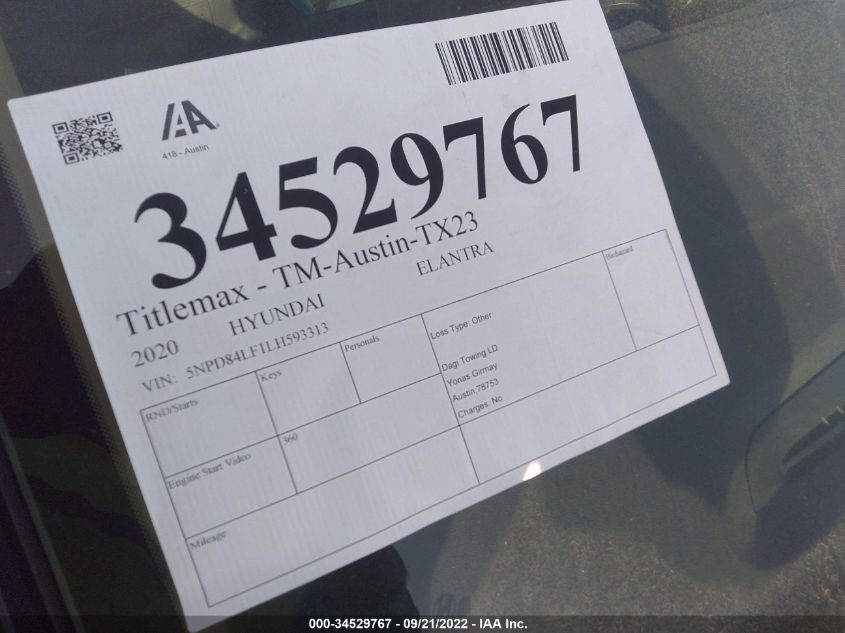 IAA
418 - Austin
34529767
Titlemax - TM-Austin-TX23
2020 HYUNDAI ELANTRA
VIN: 5NPD84LF1LH593313
RND/Starts
Keys
Personals
Loss Type: Other
Biohazard
Dagi Towing LD
Yonas Girmay
Austin,78753
Charges: No
Engine Start Video
360
Mileage
000-34529767 - 09/21/2022 - IAA Inc.